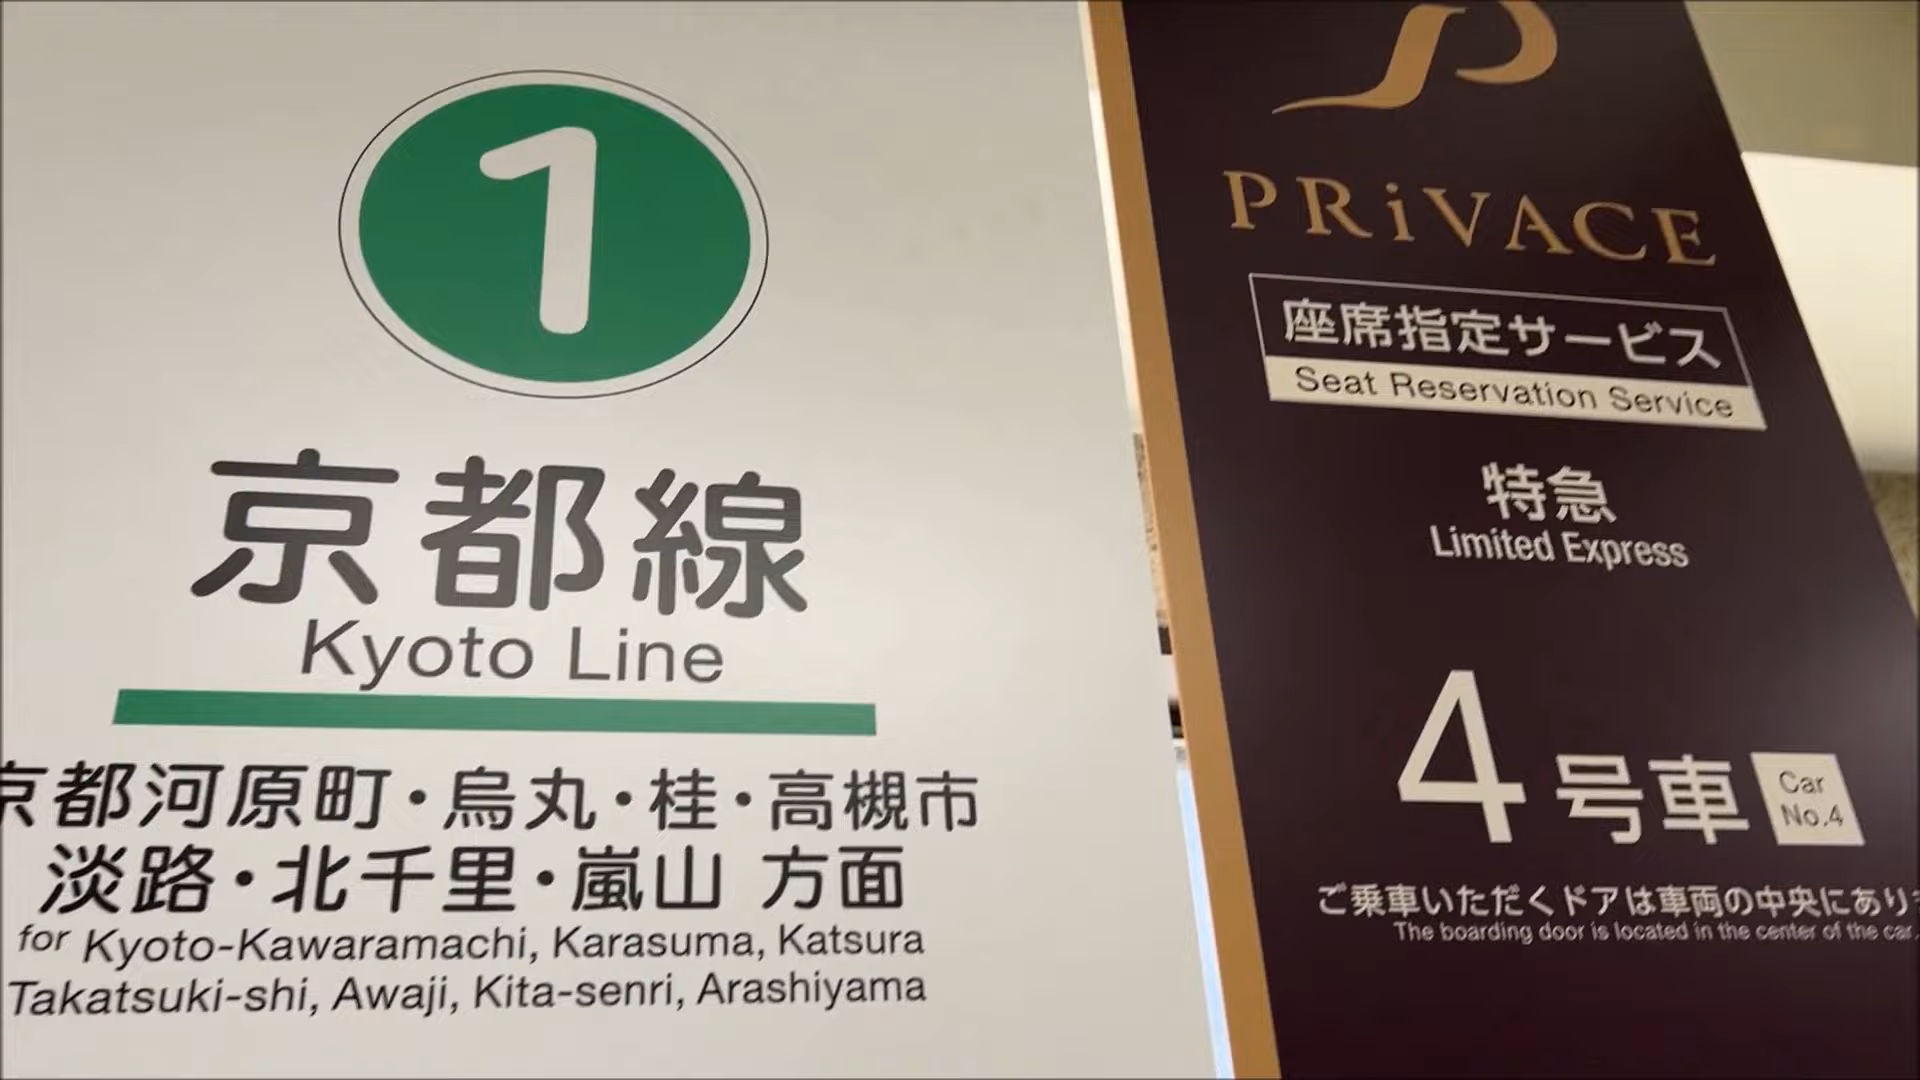 1
京都線
Kyoto Line
京都河原町・烏丸・桂・高槻市
淡路・北千里・嵐山 方面
for Kyoto-Kawaramachi, Karasuma, Katsura
Takatsuki-shi, Awaji, Kita-senri, Arashiyama
PRiVACE
座席指定サービス
Seat Reservation Service
特急
Limited Express
4号車
Car
No.4
ご乗車いただくドアは車両の中央にあり
The boarding door is located in the center of the car.